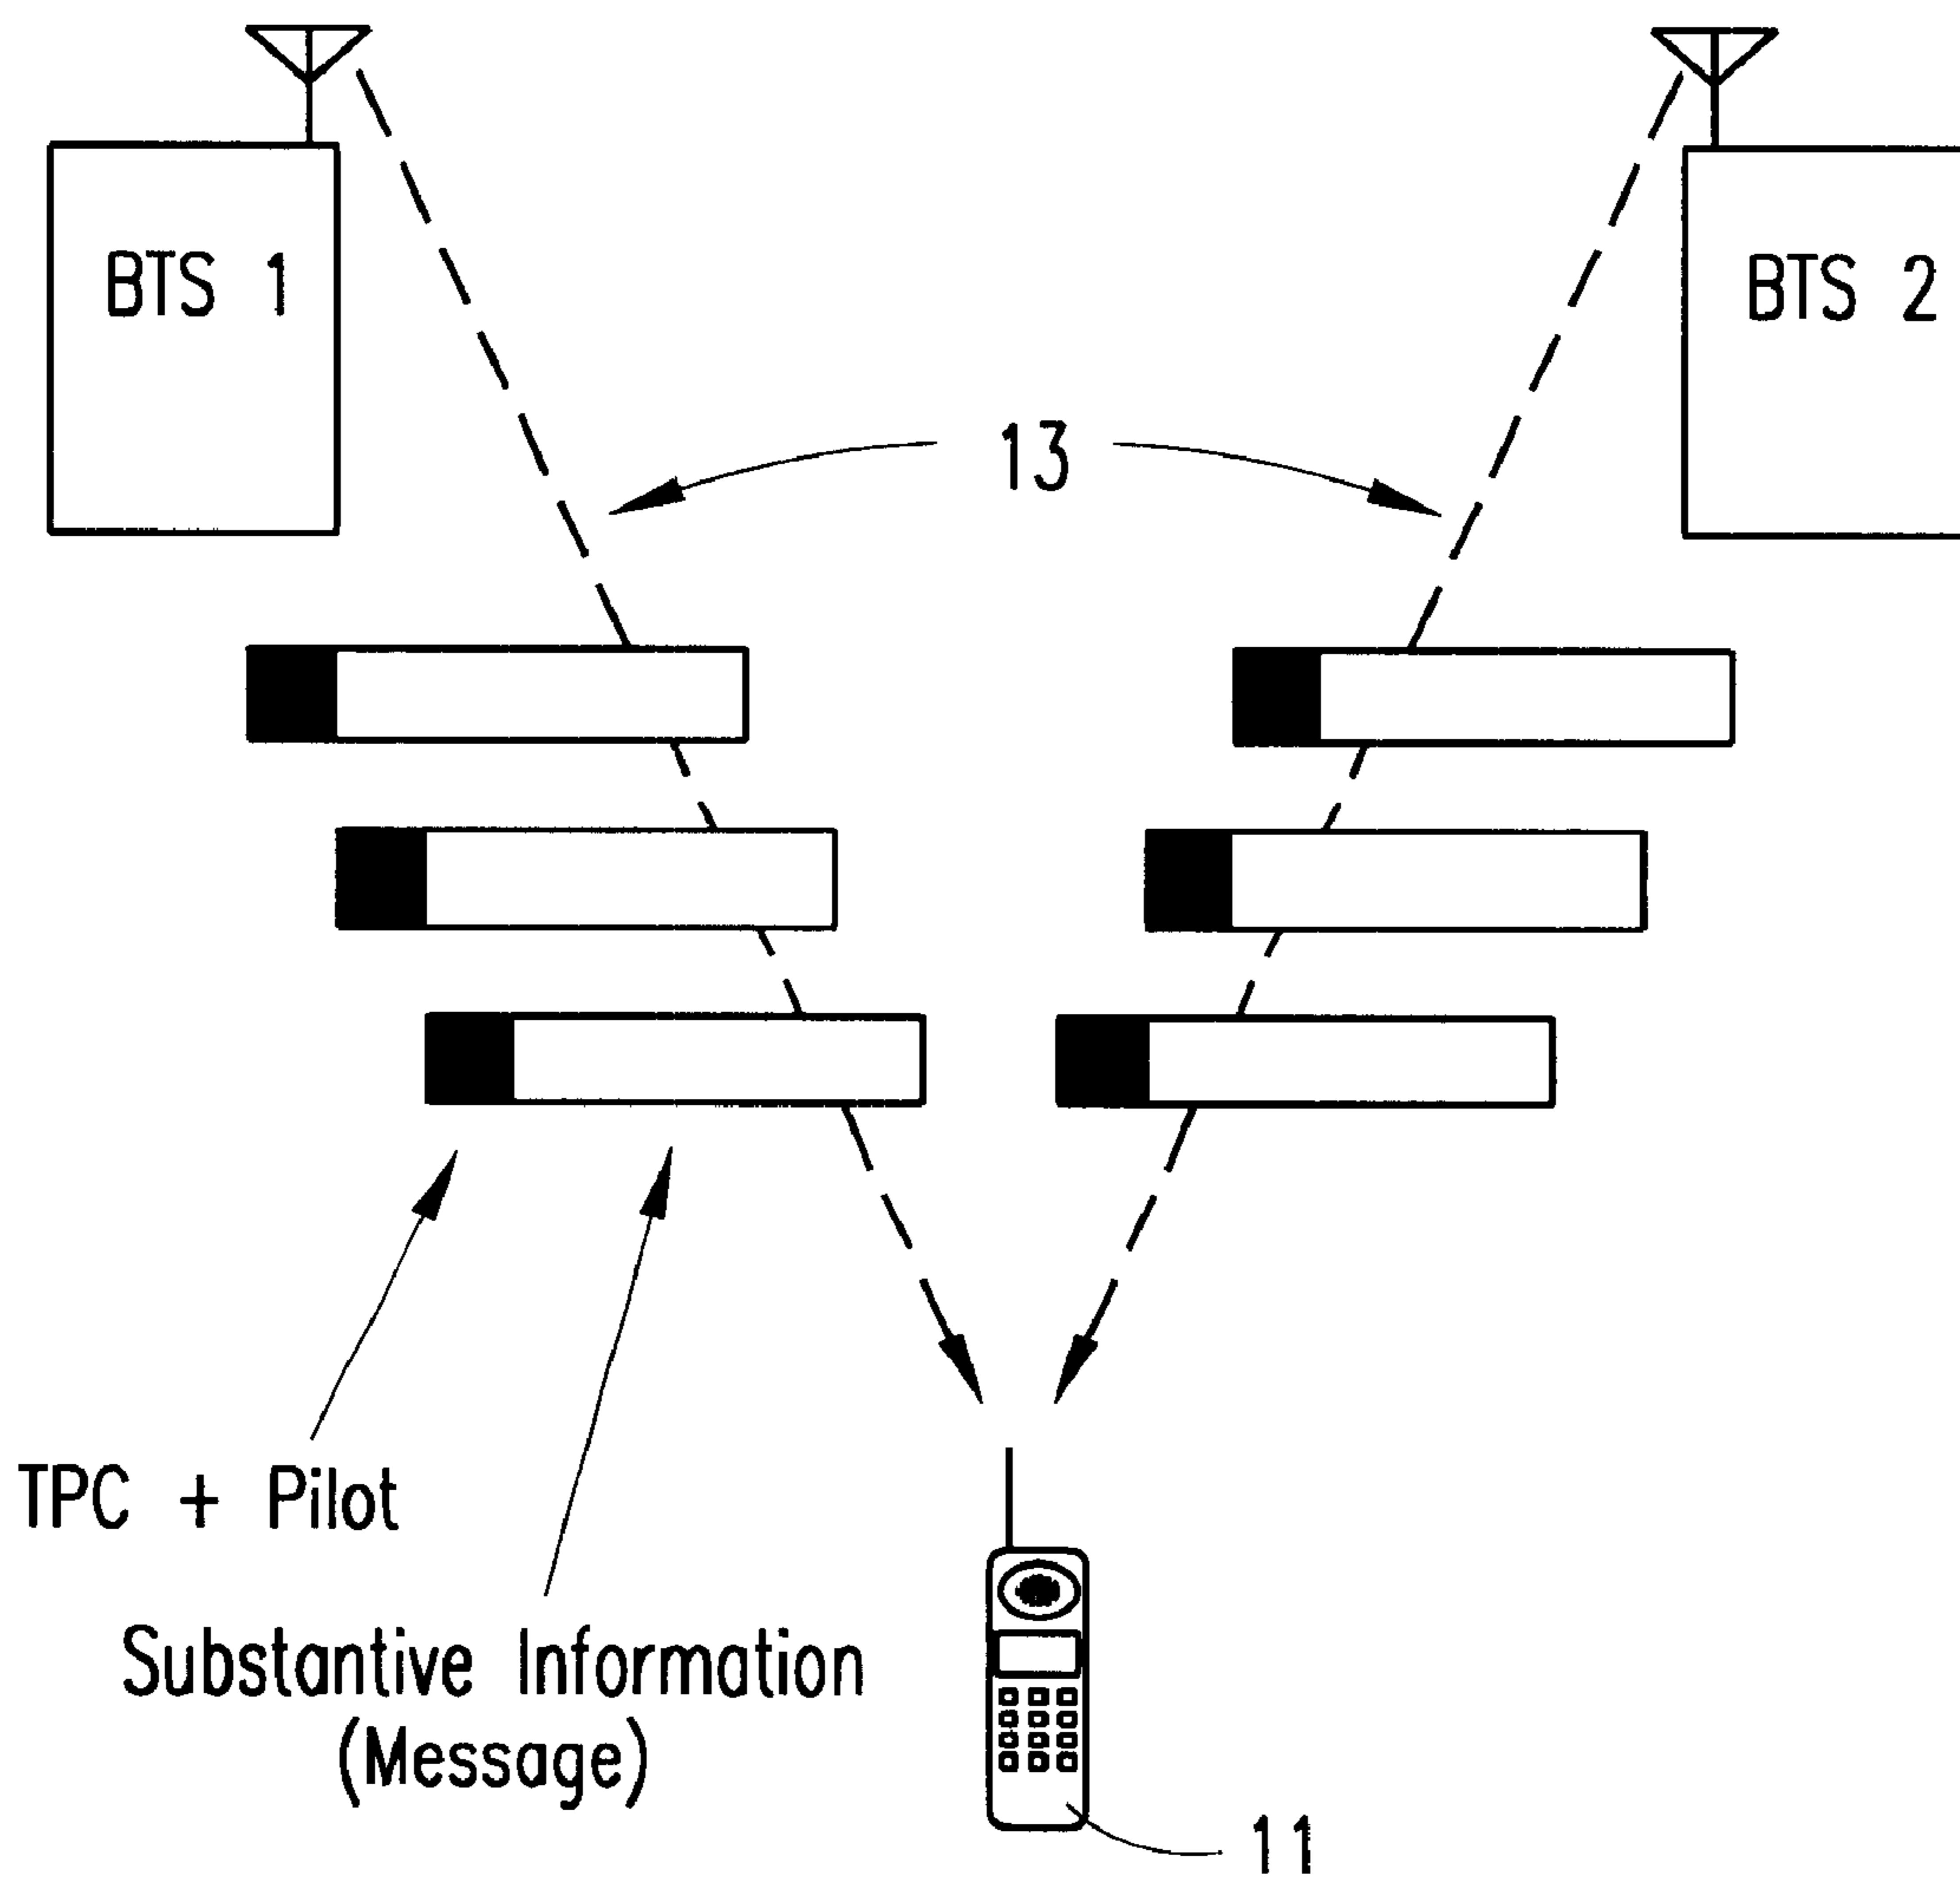 BTS 1
BTS 2
13
TPC + Pilot
Substantive Information
(Message)
11